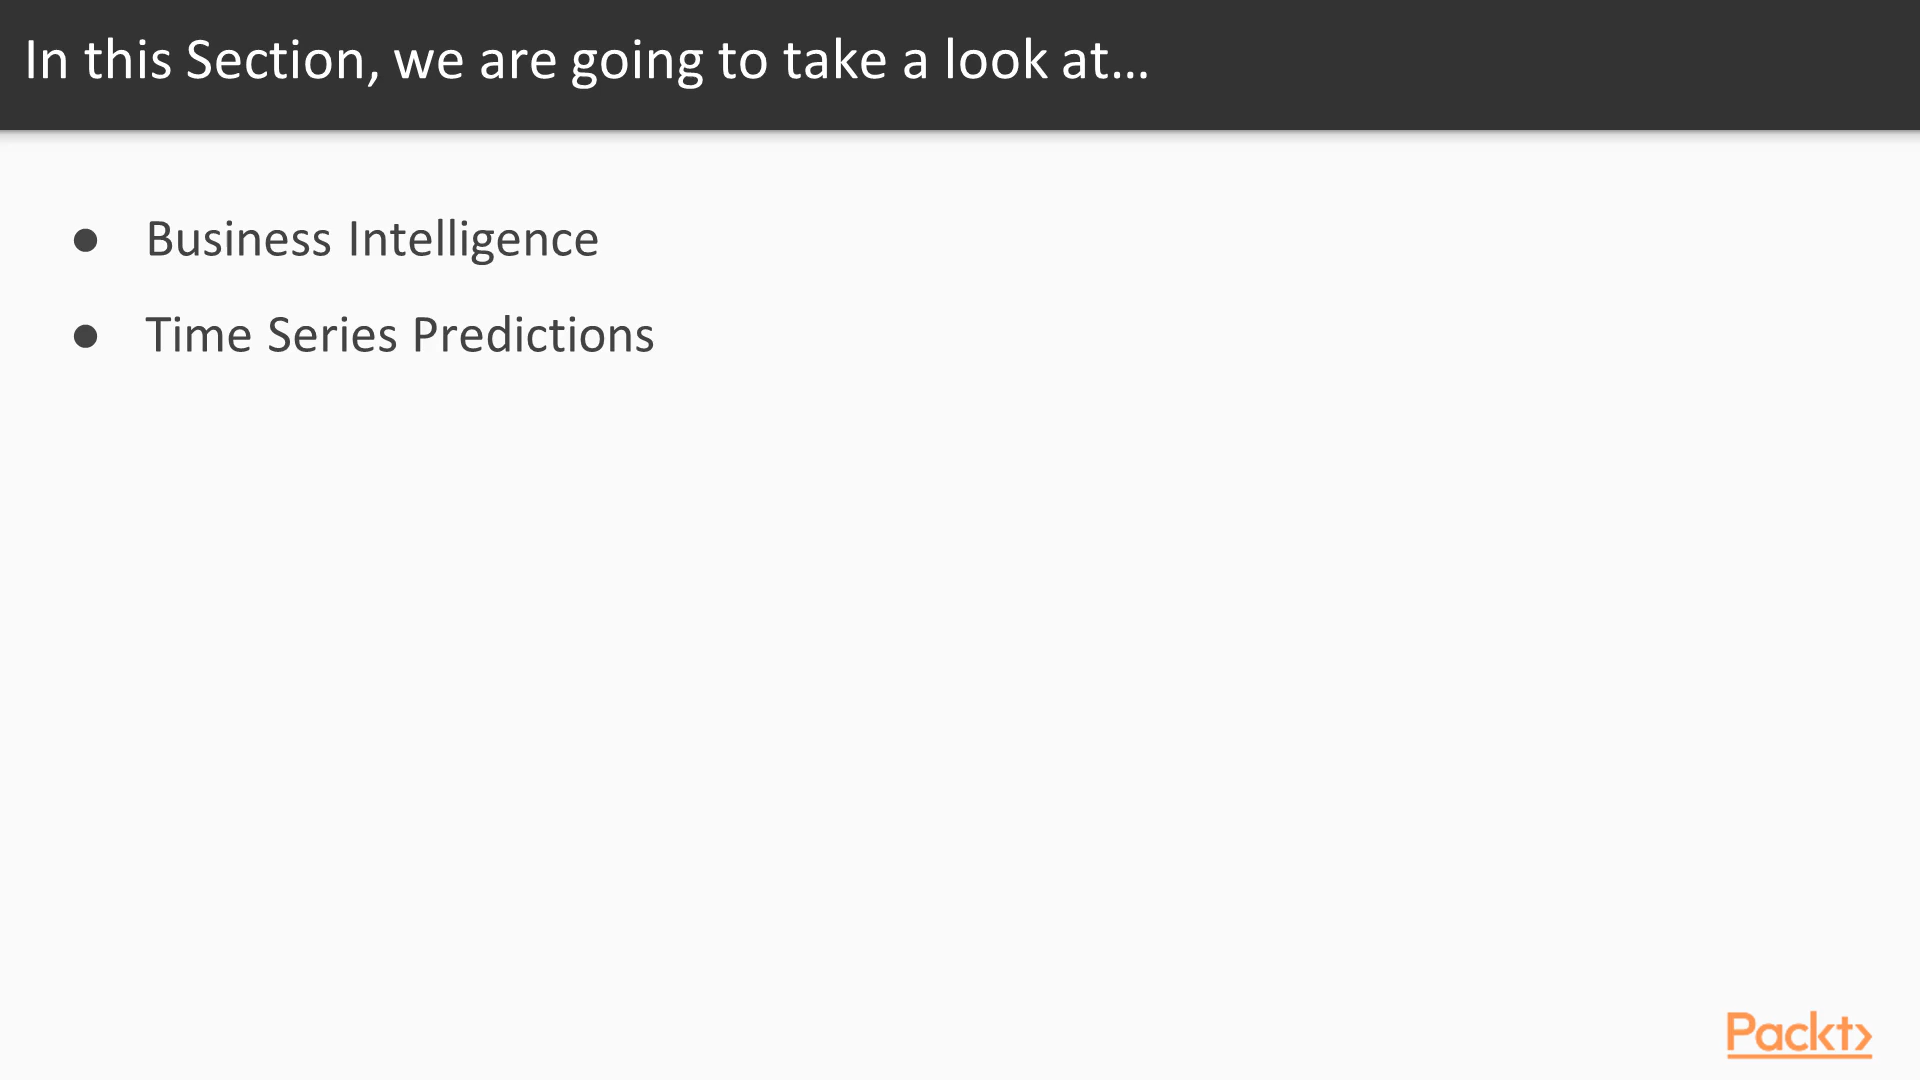 In this Section, we are going to take a look at...
● Business Intelligence
● Time Series Predictions
Packt>